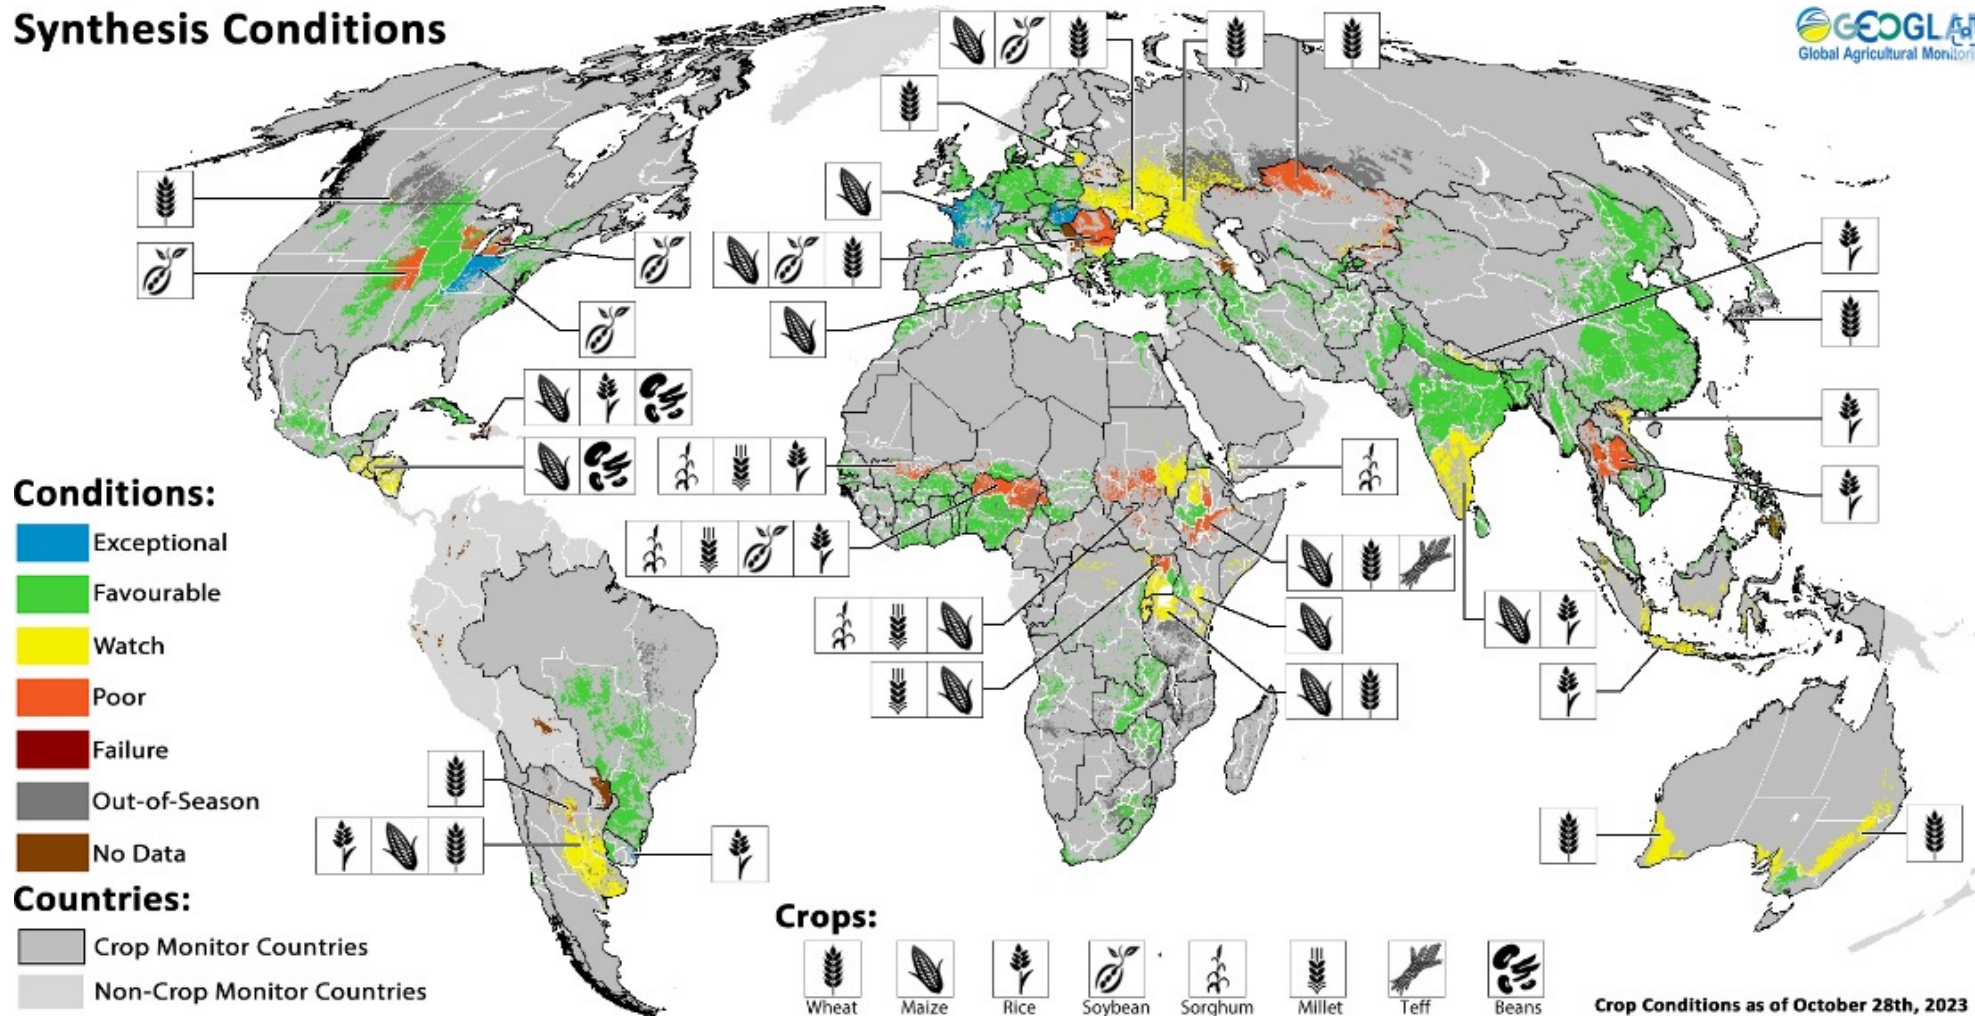 Synthesis Conditions
GEOGLA
Global Agricultural Monitori
Conditions:
Exceptional
Favourable
Watch
Poor
Failure
Out-of-Season
No Data
Countries:
Crop Monitor Countries
Non-Crop Monitor Countries
Crops:
Wheat Maize Rice Soybean Sorghum Millet Teff Beans
Crop Conditions as of October 28th, 2023